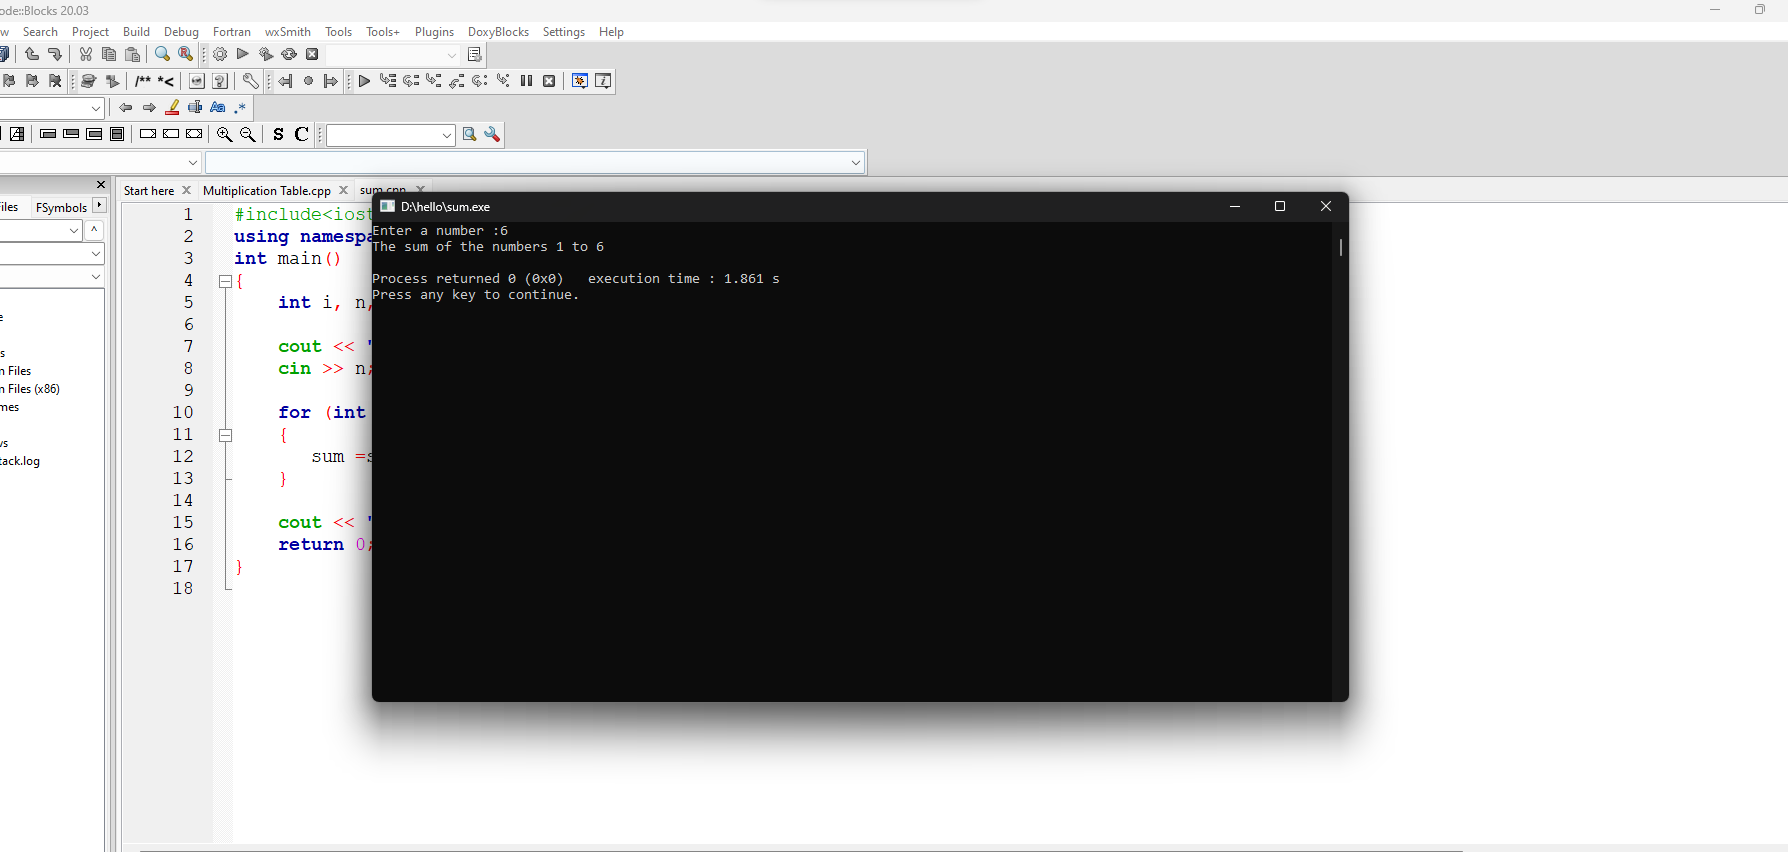 ode::Blocks 20.03
w Search Project Build Debug Fortran wxSmith Tools Tools+ Plugins DoxyBlocks Settings Help
/** *<
Aa .*
S C
Start here Multiplication Table.cpp sum.cpp
iles FSymbols
D:\hello\sum.exe
Enter a number :6
The sum of the numbers 1 to 6
Process returned 0 (0x0) execution time : 1.861 s
Press any key to continue.
1 #include<iost
2 using namespa
3 int main()
4 {
5 int i, n,
6
7 cout << "
8 cin >> n;
9
10 for (int
11 {
12 sum =s
13 }
14
15 cout << "
16 return 0;
17 }
18
e
s
n Files
n Files (x86)
mes
vs
tack.log